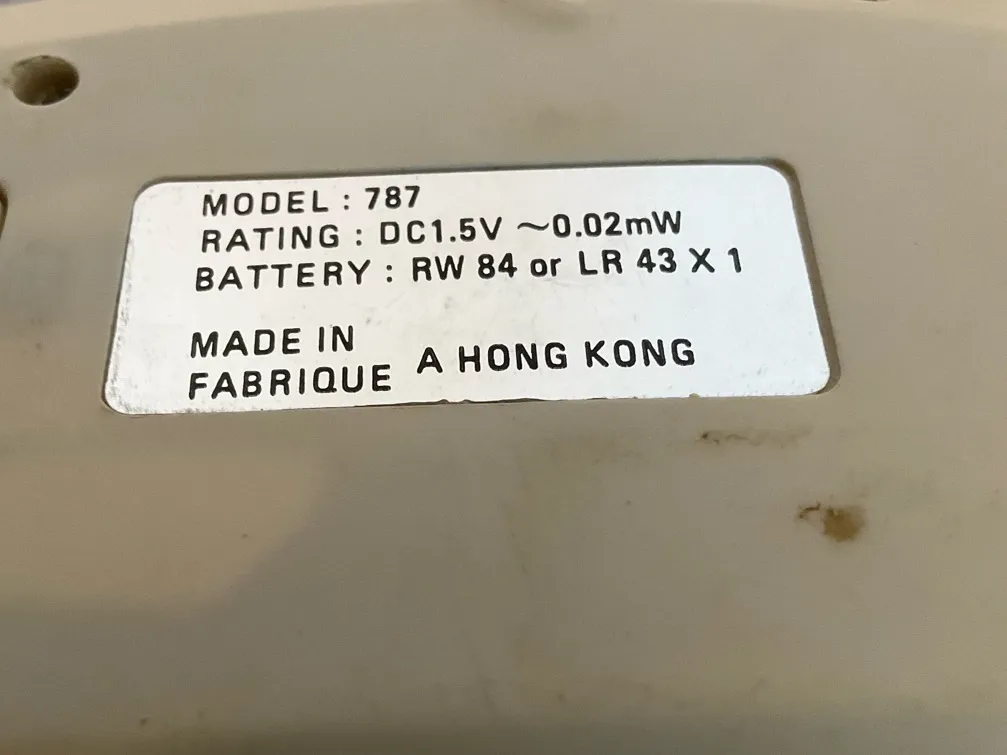 MODEL : 787
RATING : DC1.5V ~0.02mW
BATTERY : RW 84 or LR 43 X 1
MADE IN
FABRIQUE A HONG KONG